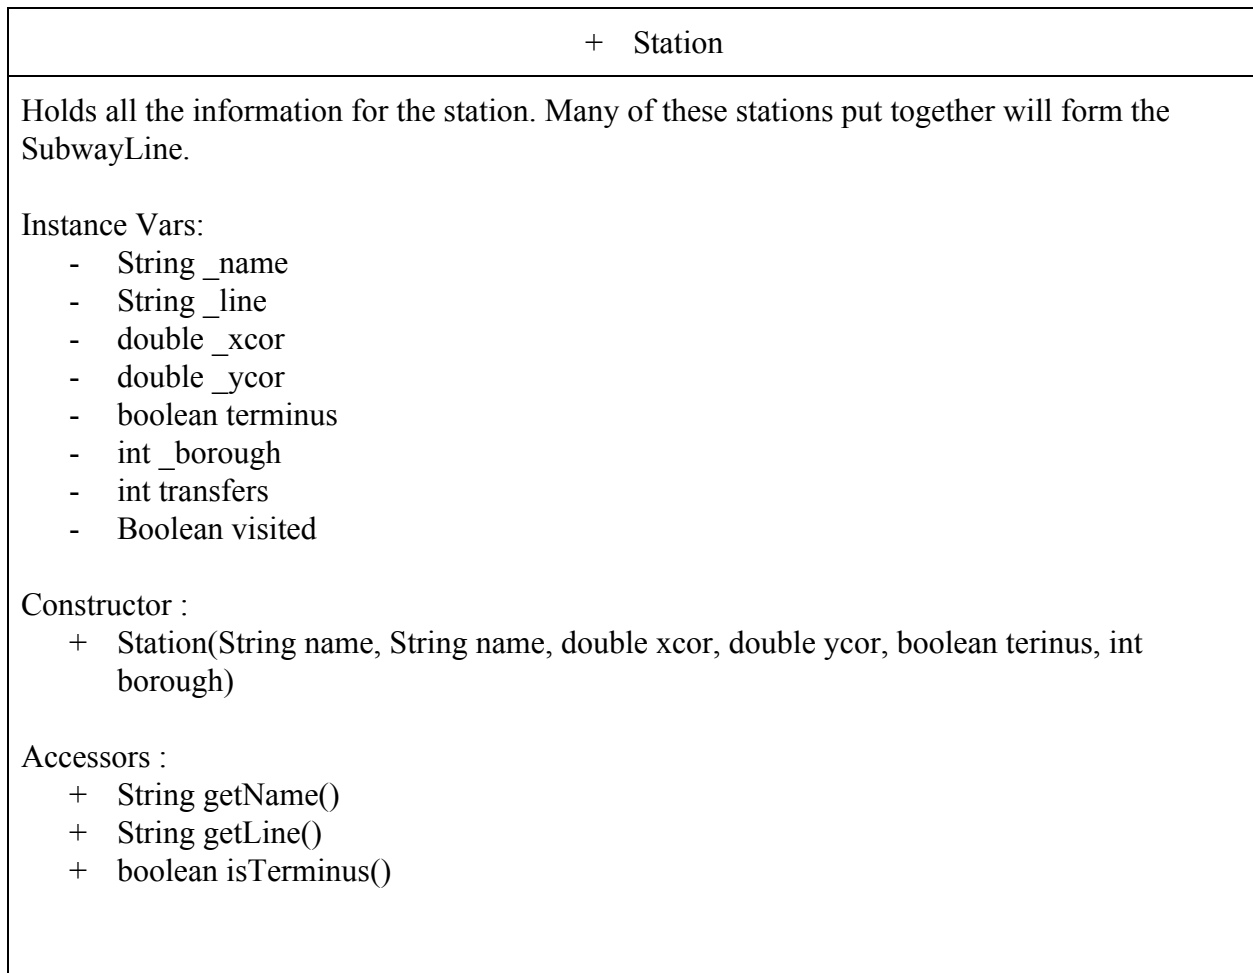 + Station
Holds all the information for the station. Many of these stations put together will form the
SubwayLine.
Instance Vars:
- String _name
- String _line
- double _xcor
- double _ycor
- boolean terminus
- int _borough
- int transfers
- Boolean visited
Constructor :
+ Station(String name, String name, double xcor, double ycor, boolean terinus, int
borough)
Accessors :
+ String getName()
+ String getLine()
+ boolean isTerminus()